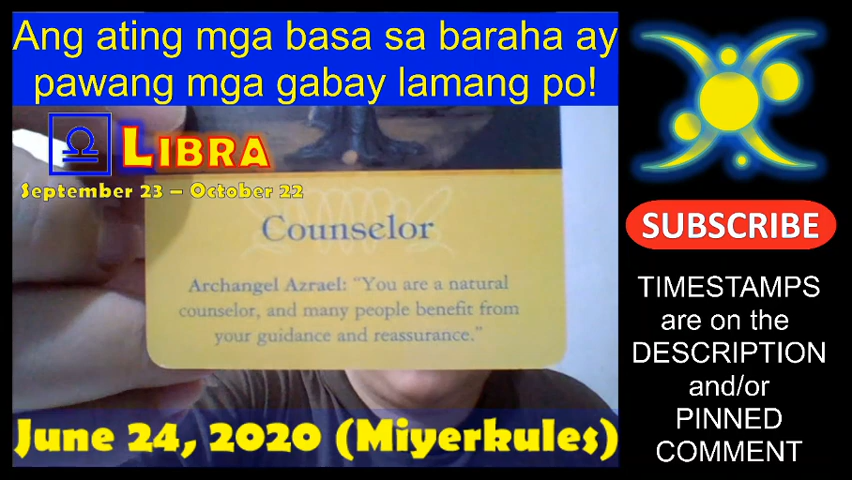 Ang ating mga basa sa baraha ay
pawang mga gabay lamang po!
LIBRA
September 23 – October 22
Counselor
Archangel Azrael: “You are a natural
counselor, and many people benefit from
your guidance and reassurance.”
June 24, 2020 (Miyerkules)
SUBSCRIBE
TIMESTAMPS
are on the
DESCRIPTION
and/or
PINNED
COMMENT